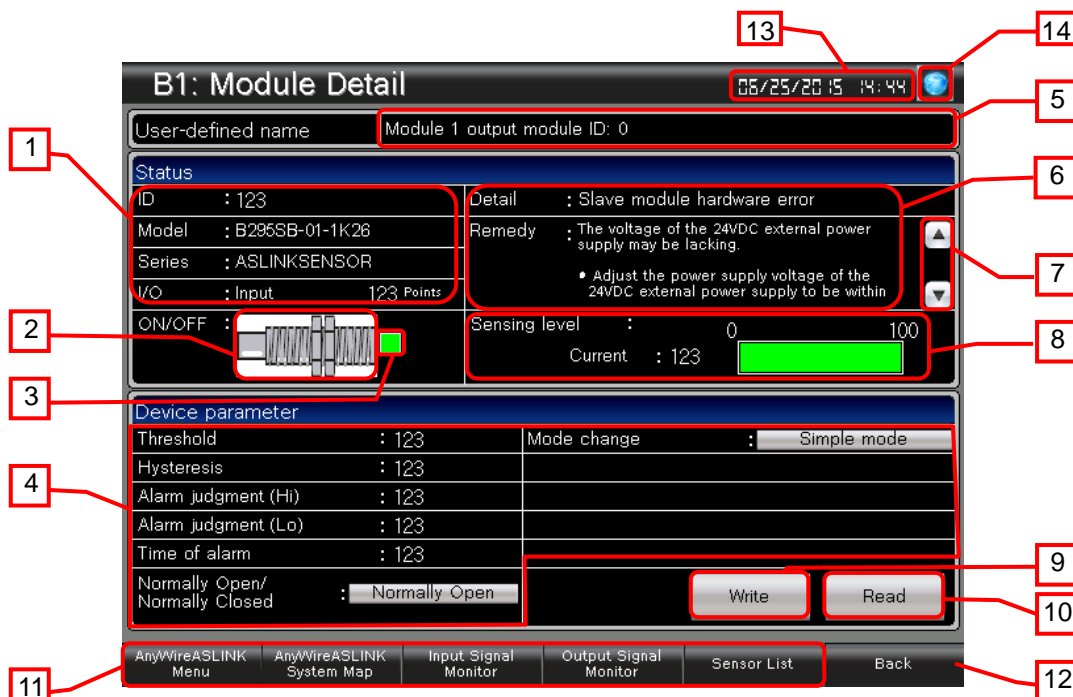 13
14
B1: Module Detail
06/25/2015 14:44
5
User-defined name
Module 1 output module ID: 0
1
Status
6
ID : 123
Detail : Slave module hardware error
Model : B295SB-01-1K26
Remedy : The voltage of the 24VDC external power
supply may be lacking.
Series : ASLINKSENSOR
• Adjust the power supply voltage of the
24VDC external power supply to be within
7
I/O : Input 123 Points
2
ON/OFF :
Sensing level :
0 100
Current : 123
8
3
Device parameter
Threshold : 123
Mode change : Simple mode
Hysteresis : 123
4
Alarm judgment (Hi) : 123
Alarm judgment (Lo) : 123
Time of alarm : 123
9
Normally Open/
Normally Closed : Normally Open
Write
Read
10
AnyWireASLINK
Menu
AnyWireASLINK
System Map
Input Signal
Monitor
Output Signal
Monitor
Sensor List
Back
11
12